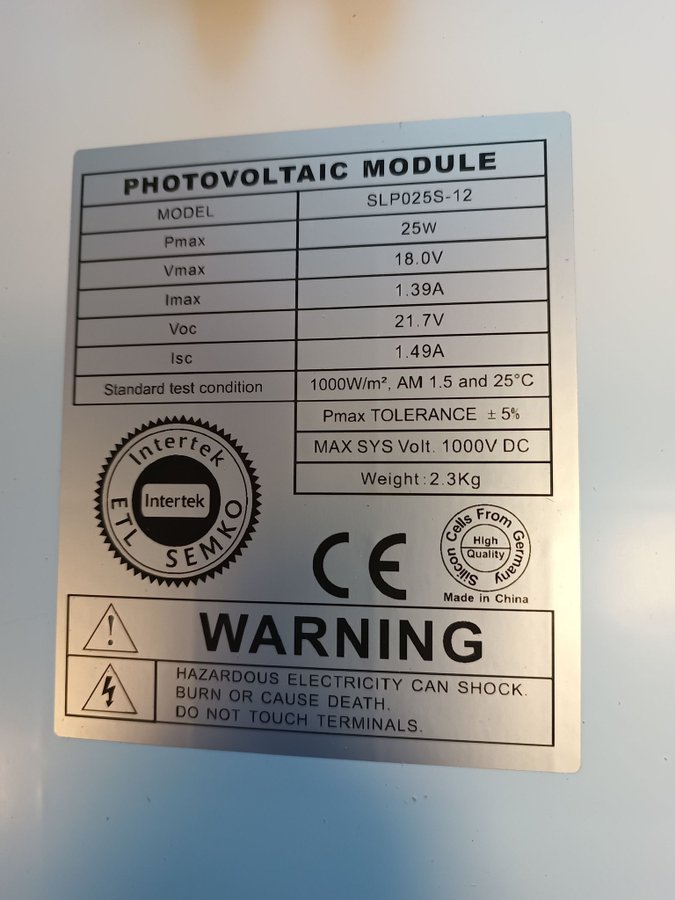 PHOTOVOLTAIC MODULE
MODEL SLP025S-12
Pmax 25W
Vmax 18.0V
Imax 1.39A
Voc 21.7V
Isc 1.49A
Standard test condition 1000W/m², AM 1.5 and 25°C
Pmax TOLERANCE ±5%
MAX SYS Volt. 1000V DC
Weight:2.3Kg
Intertek
Intertek
ETL SEMKO
CE
Silicon Cells From Germany
High
Quality
Made in China
WARNING
HAZARDOUS ELECTRICITY CAN SHOCK.
BURN OR CAUSE DEATH.
DO NOT TOUCH TERMINALS.